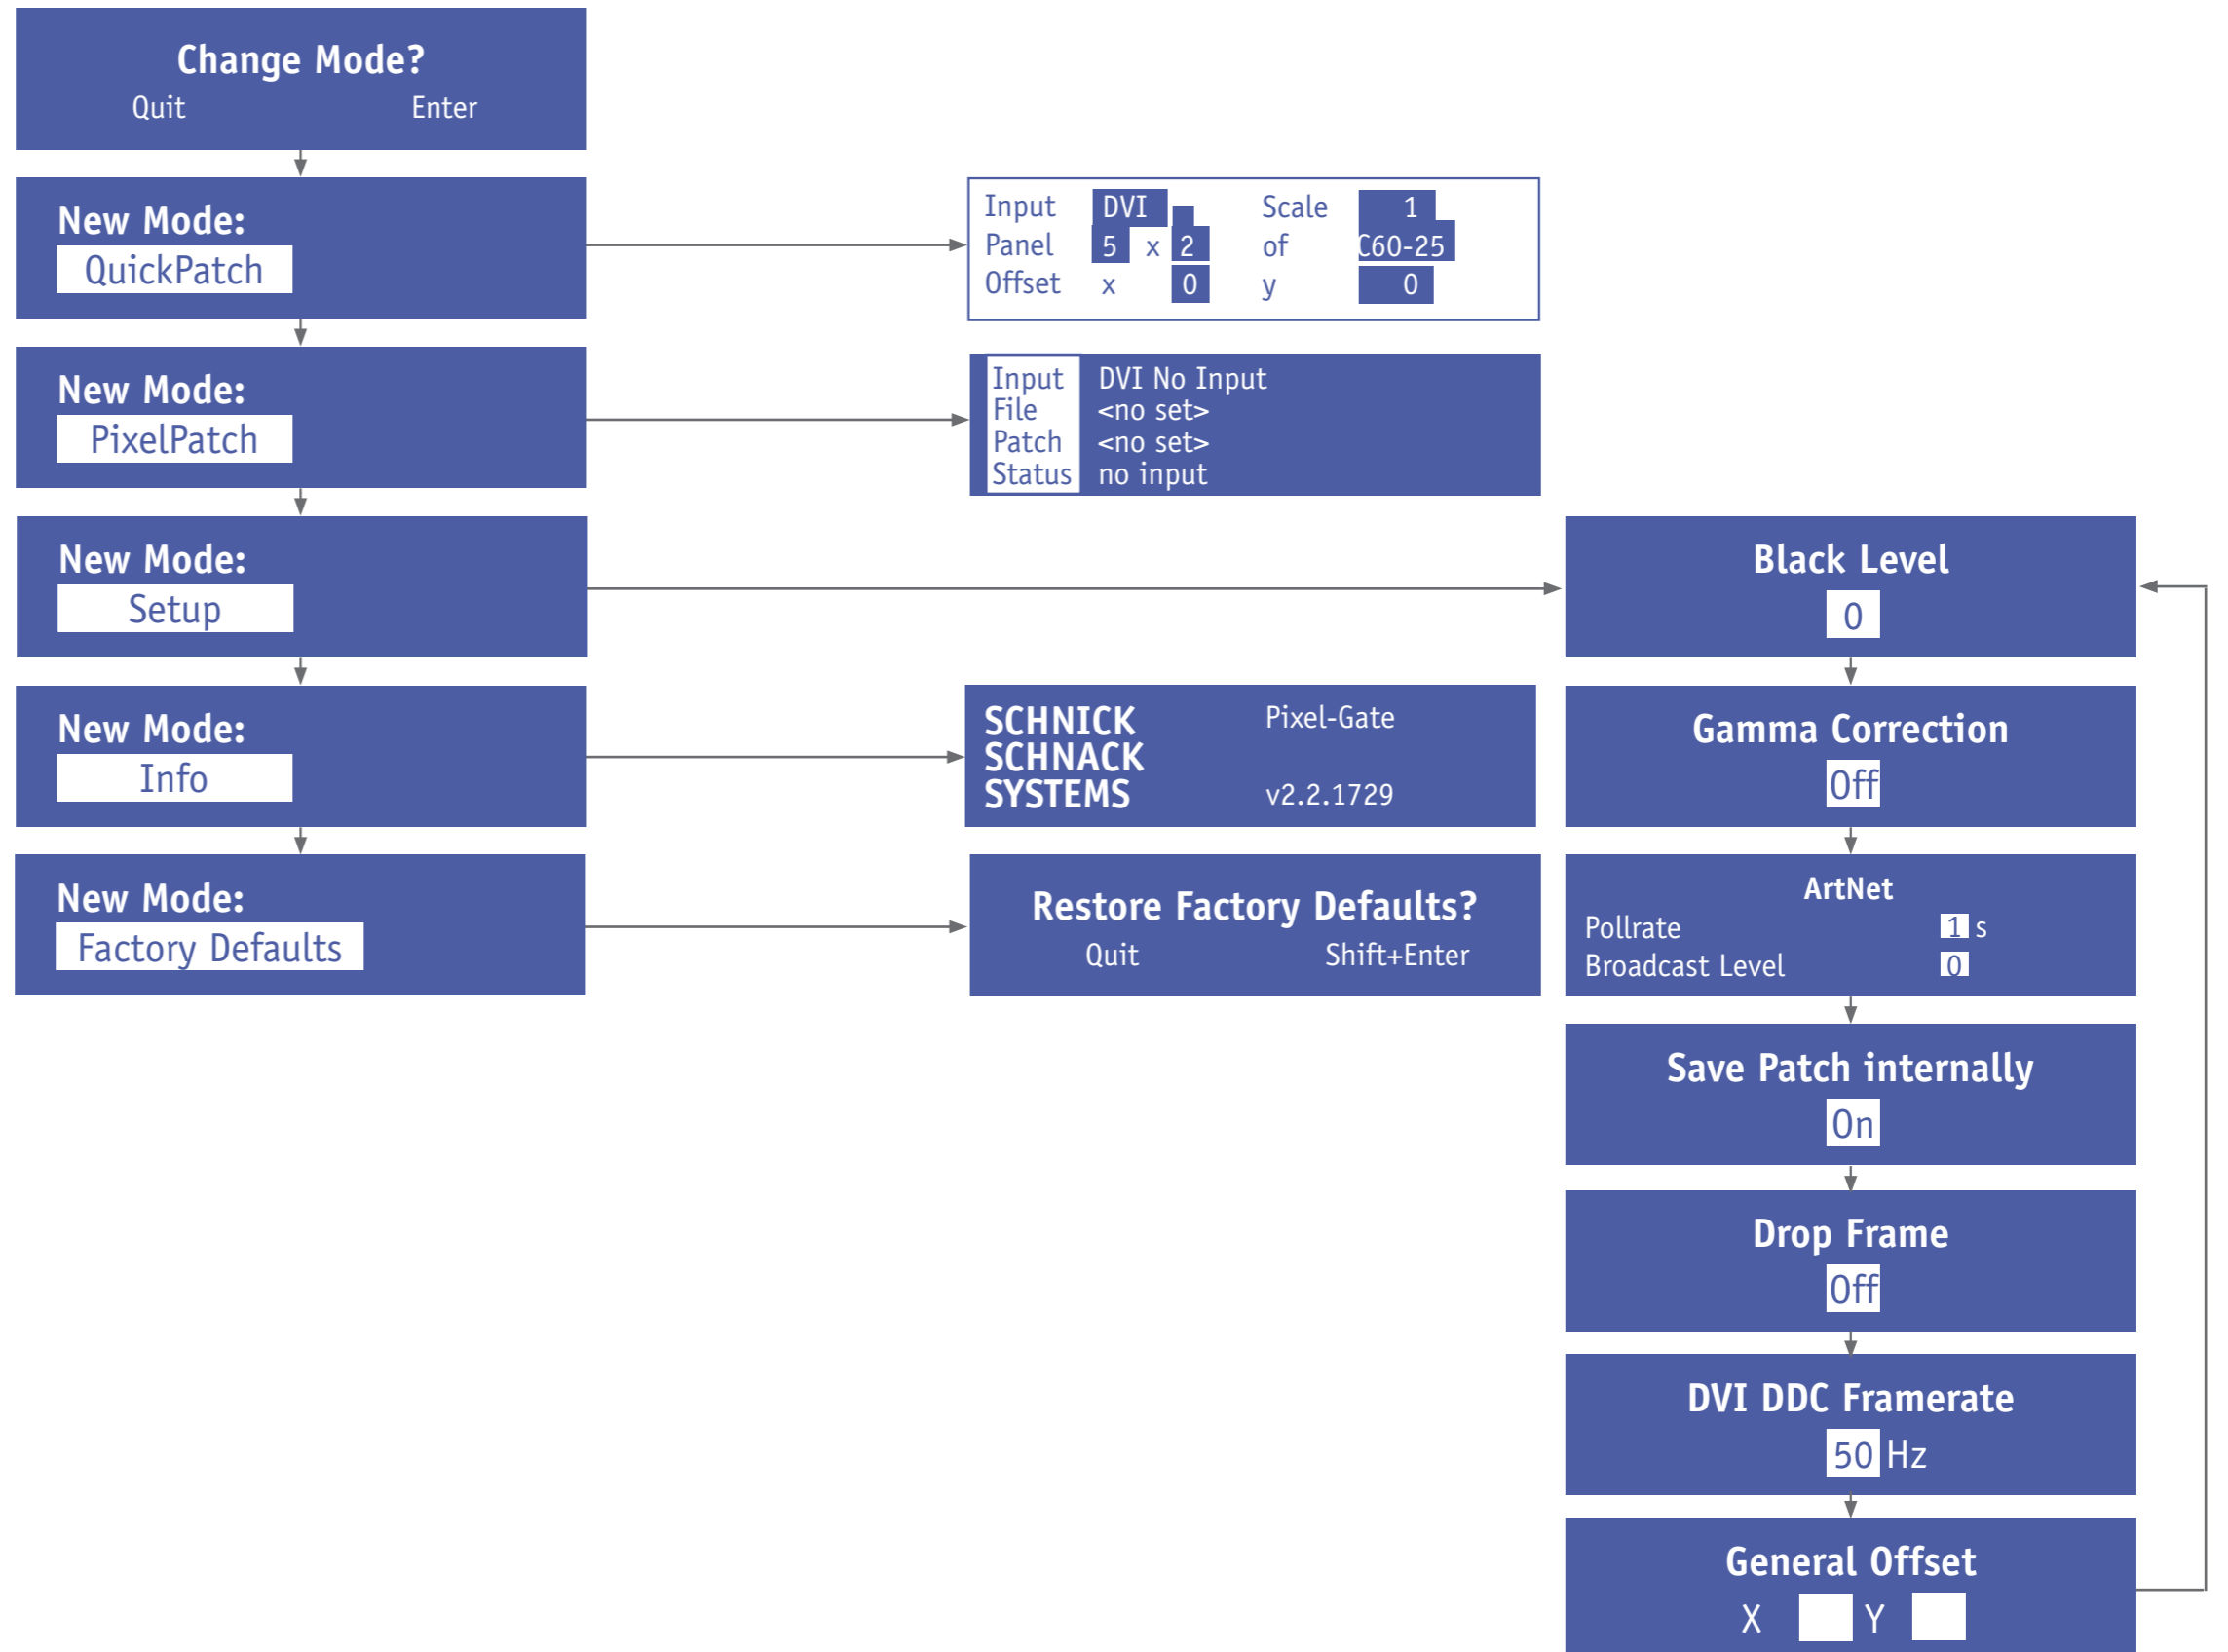 Change Mode?
Quit Enter
New Mode:
QuickPatch
Input DVI Scale 1
Panel 5 x 2 of C60-25
Offset x 0 y 0
New Mode:
PixelPatch
Input DVI No Input
File <no set>
Patch <no set>
Status no input
New Mode:
Setup
New Mode:
Info
SCHNICK Pixel-Gate
SCHNACK
SYSTEMS v2.2.1729
New Mode:
Factory Defaults
Restore Factory Defaults?
Quit Shift+Enter
Black Level
0
Gamma Correction
Off
ArtNet
Pollrate 1 s
Broadcast Level 0
Save Patch internally
On
Drop Frame
Off
DVI DDC Framerate
50 Hz
General Offset
X Y